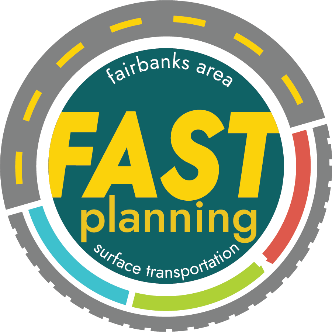 fairbanks area
FAST
planning
surface transportation